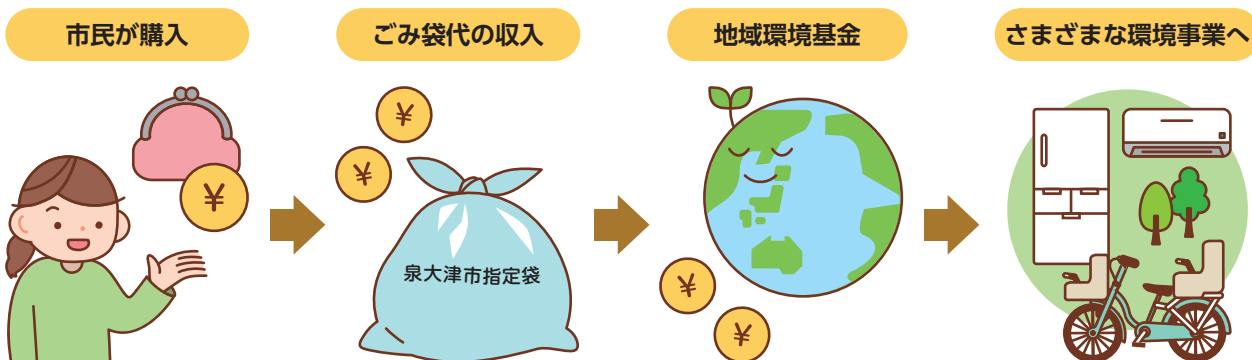 市民が購入
ごみ袋代の収入
地域環境基金
さまざまな環境事業へ
¥
¥
¥
泉大津市指定袋
¥
¥